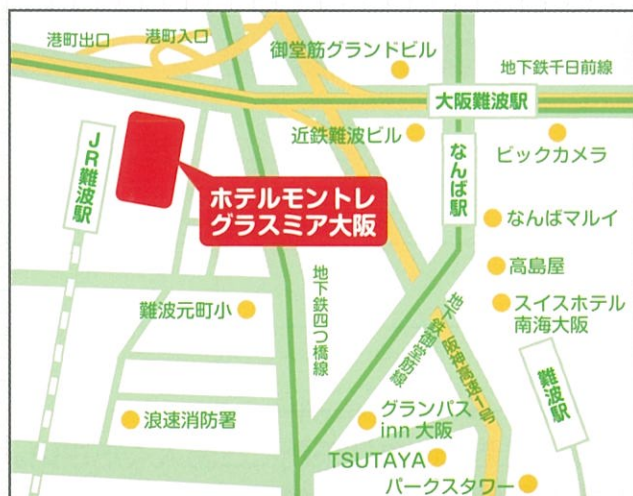 港町出口
港町入口
御堂筋グランドビル
地下鉄千日前線
大阪難波駅
近鉄難波ビル
ビックカメラ
JR難波駅
なんば駅
ホテルモントレ
グラスミア大阪
なんばマルイ
高島屋
スイスホテル
南海大阪
難波元町小
地下鉄四つ橋線
地下鉄御堂筋線
阪神高速1号
難波駅
浪速消防署
グランパス
inn 大阪
TSUTAYA
パークスタワー